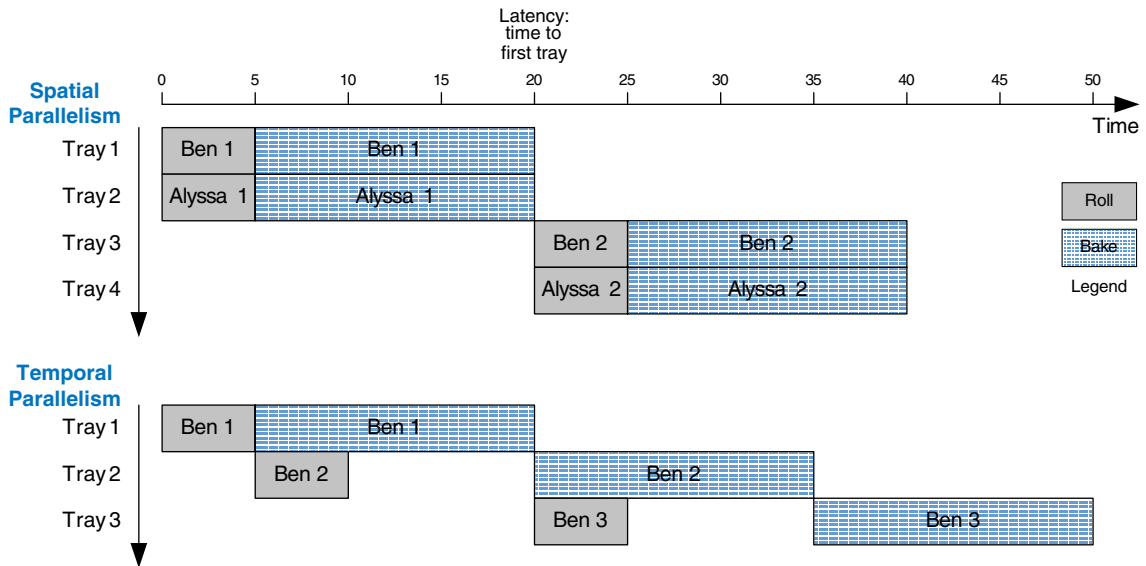 Latency:
time to
first tray
0 5 10 15 20 25 30 35 40 45 50
Time
Spatial
Parallelism
Tray 1
Ben 1 Ben 1
Tray 2
Alyssa 1 Alyssa 1
Tray 3
Ben 2 Ben 2
Tray 4
Alyssa 2 Alyssa 2
Roll
Bake
Legend
Temporal
Parallelism
Tray 1
Ben 1 Ben 1
Tray 2
Ben 2 Ben 2
Tray 3
Ben 3 Ben 3